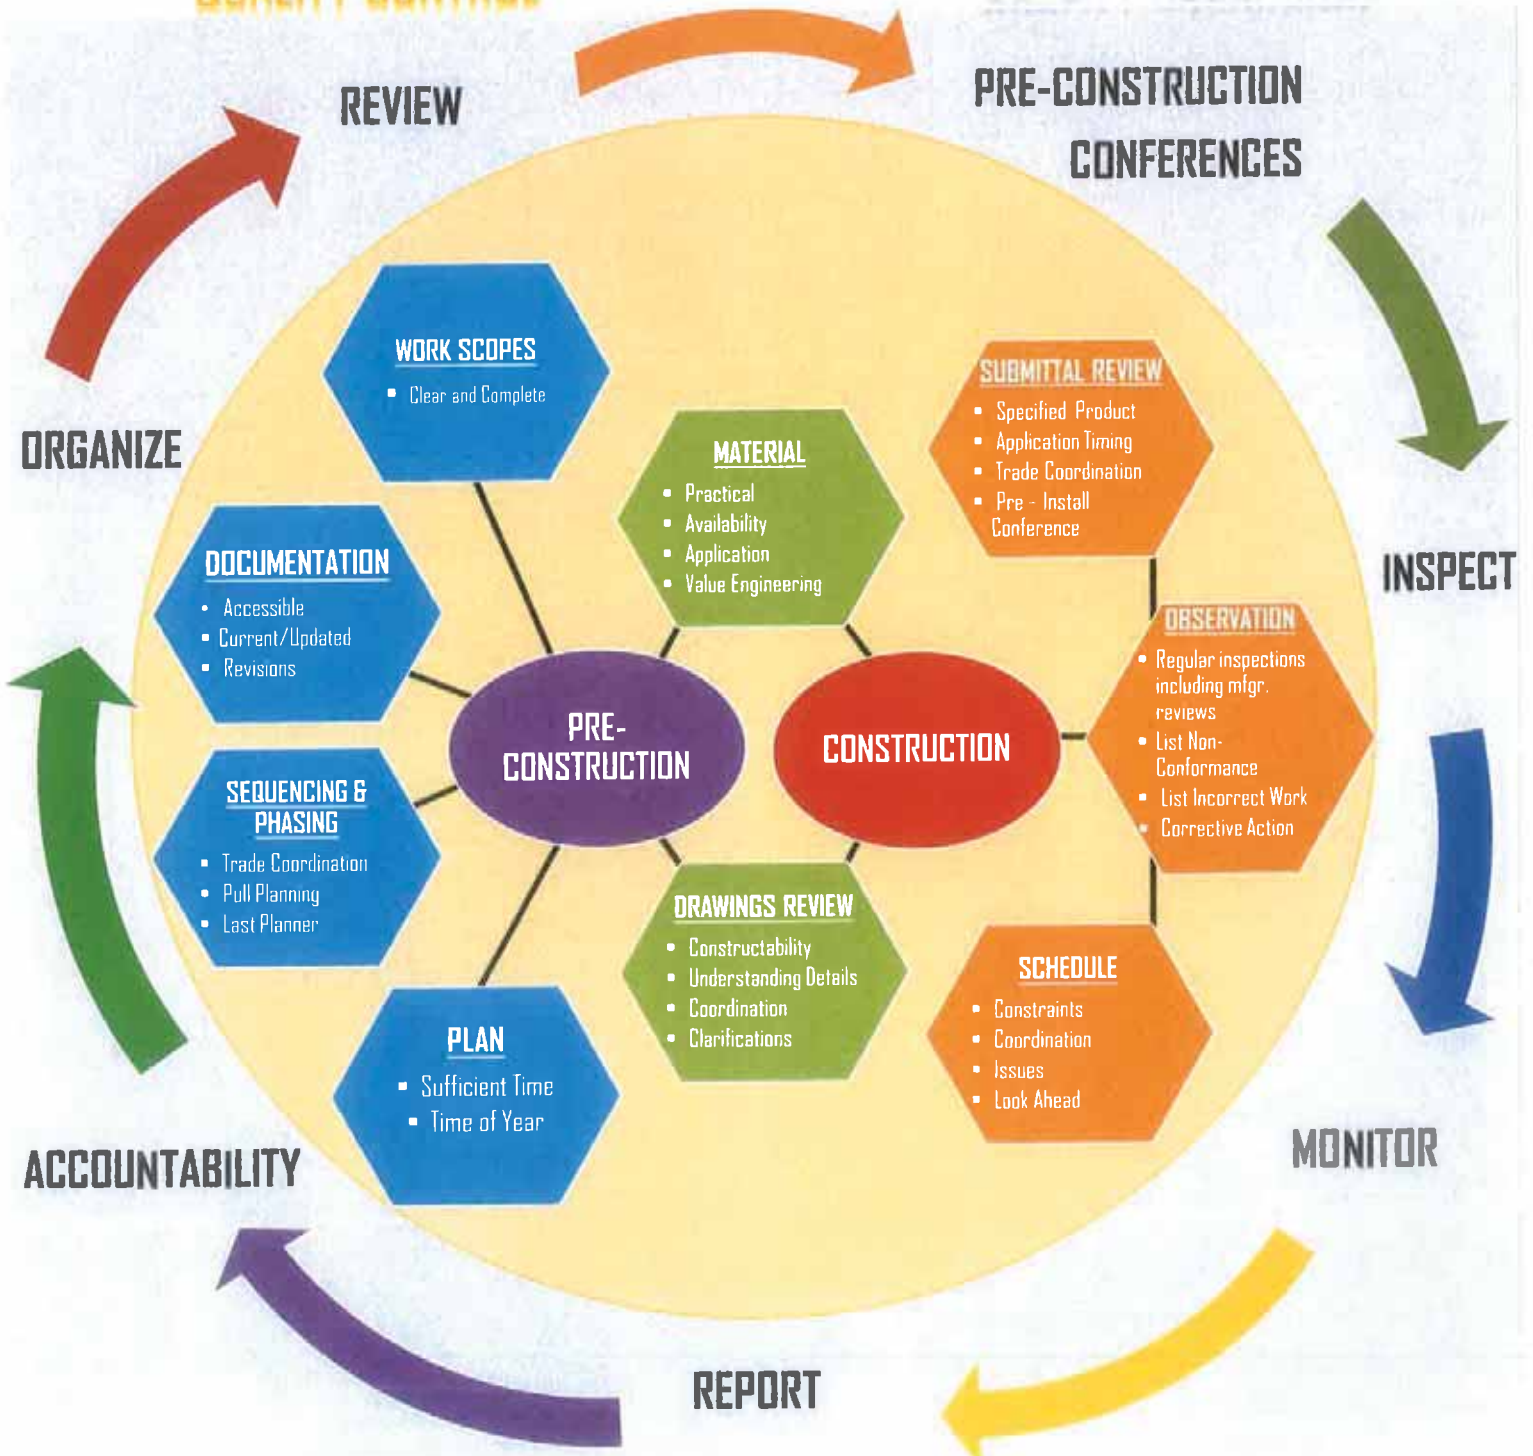 REVIEW
PRE-CONSTRUCTION
CONFERENCES
ORGANIZE
INSPECT
ACCOUNTABILITY
MONITOR
REPORT
WORK SCOPES
▪ Clear and Complete
DOCUMENTATION
• Accessible
▪ Current/Updated
▪ Revisions
SEQUENCING &
PHASING
▪ Trade Coordination
▪ Pull Planning
▪ Last Planner
PLAN
▪ Sufficient Time
▪ Time of Year
MATERIAL
▪ Practical
▪ Availability
▪ Application
▪ Value Engineering
PRE-
CONSTRUCTION
CONSTRUCTION
DRAWINGS REVIEW
▪ Constructability
▪ Understanding Details
▪ Coordination
▪ Clarifications
SUBMITTAL REVIEW
▪ Specified Product
▪ Application Timing
▪ Trade Coordination
▪ Pre - Install
Conference
OBSERVATION
▪ Regular inspections
including mfgr.
reviews
▪ List Non-
Conformance
▪ List Incorrect Work
▪ Corrective Action
SCHEDULE
▪ Constraints
▪ Coordination
▪ Issues
▪ Look Ahead